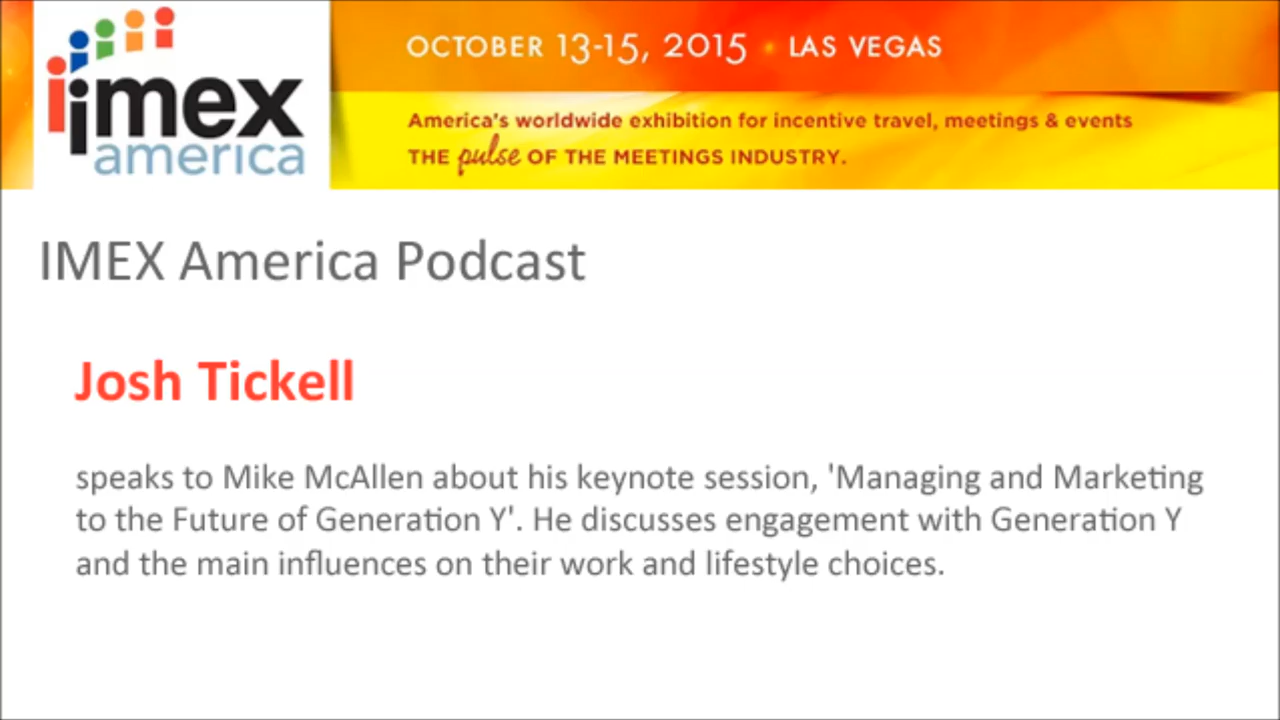 imex
america
OCTOBER 13-15, 2015 • LAS VEGAS
America's worldwide exhibition for incentive travel, meetings & events
THE pulse OF THE MEETINGS INDUSTRY.
IMEX America Podcast
Josh Tickell
speaks to Mike McAllen about his keynote session, 'Managing and Marketing
to the Future of Generation Y'. He discusses engagement with Generation Y
and the main influences on their work and lifestyle choices.